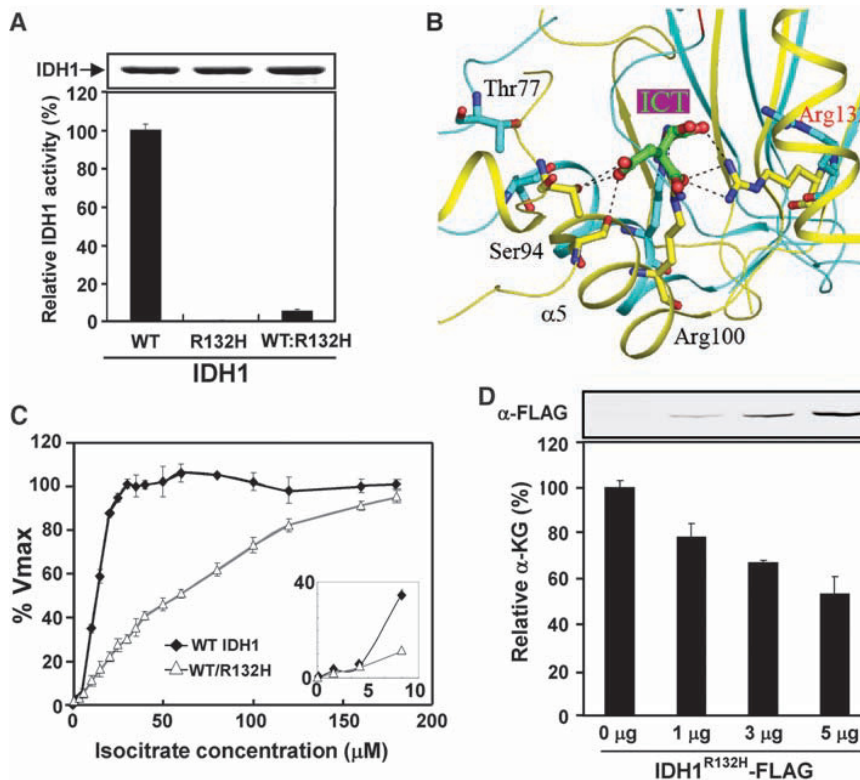 A
IDH1
Relative IDH1 activity (%)
120
100
80
60
40
20
0
WT R132H WT:R132H
IDH1
B
Thr77
ICT
Arg13
Ser94
α5
Arg100
C
% Vmax
120
100
80
60
40
20
0
0 50 100 150 200
Isocitrate concentration (μM)
WT IDH1
WT/R132H
40
0
0 5 10
D
α-FLAG
Relative α-KG (%)
120
100
80
60
40
20
0
0 μg 1 μg 3 μg 5 μg
IDH1R132H-FLAG